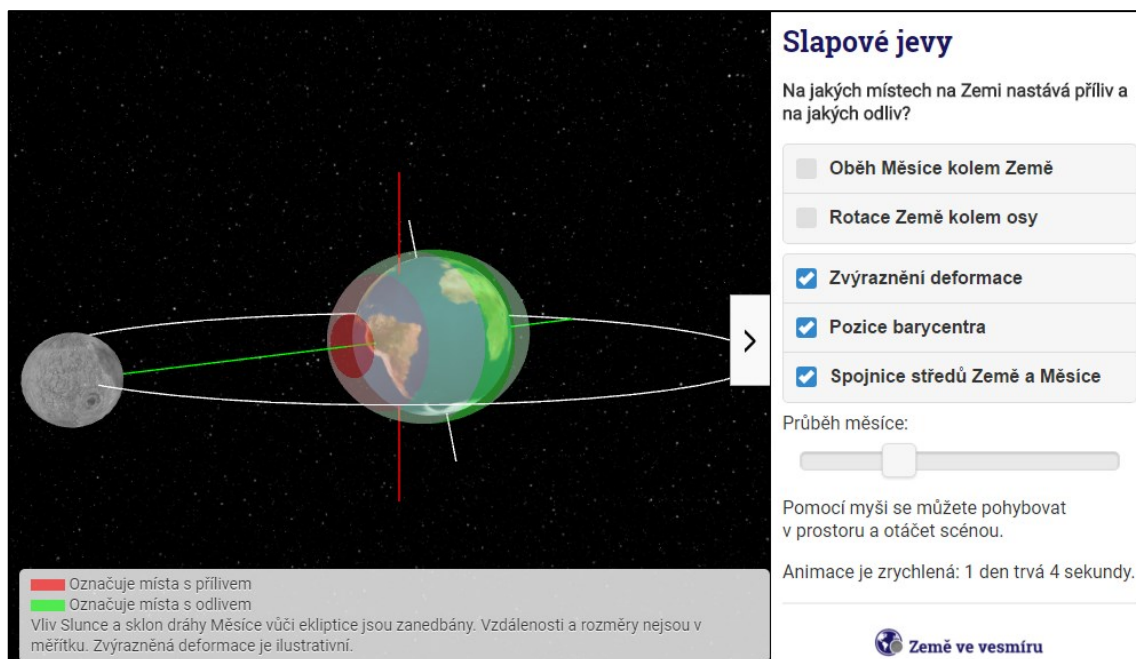 Slapové jevy
Na jakých místech na Zemi nastává příliv a
na jakých odliv?
Oběh Měsíce kolem Země
Rotace Země kolem osy
Zvýraznění deformace
Pozice barycentra
Spojnice středů Země a Měsíce
Průběh měsíce:
Pomocí myši se můžete pohybovat
v prostoru a otáčet scénou.
Animace je zrychlená: 1 den trvá 4 sekundy.
Země ve vesmíru
Označuje místa s přílivem
Označuje místa s odlivem
Vliv Slunce a sklon dráhy Měsíce vůči ekliptice jsou zanedbány. Vzdálenosti a rozměry nejsou v
měřítku. Zvýrazněná deformace je ilustrativní.